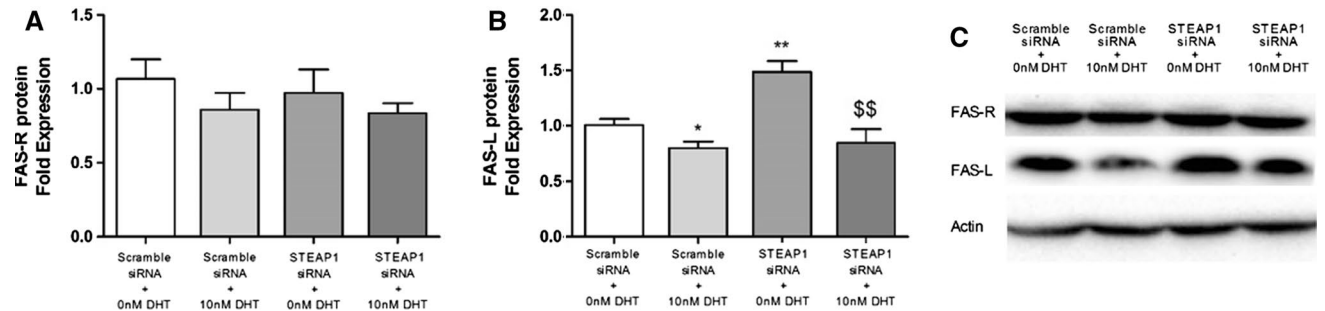 A
FAS-R protein
Fold Expression
1.5
1.0
0.5
0.0
Scramble
siRNA
+
0nM DHT
Scramble
siRNA
+
10nM DHT
STEAP1
siRNA
+
0nM DHT
STEAP1
siRNA
+
10nM DHT
B
FAS-L protein
Fold Expression
2.0
1.5
1.0
0.5
0.0
*
**
$$
Scramble
siRNA
+
0nM DHT
Scramble
siRNA
+
10nM DHT
STEAP1
siRNA
+
0nM DHT
STEAP1
siRNA
+
10nM DHT
C
Scramble
siRNA
+
0nM DHT
Scramble
siRNA
+
10nM DHT
STEAP1
siRNA
+
0nM DHT
STEAP1
siRNA
+
10nM DHT
FAS-R
FAS-L
Actin